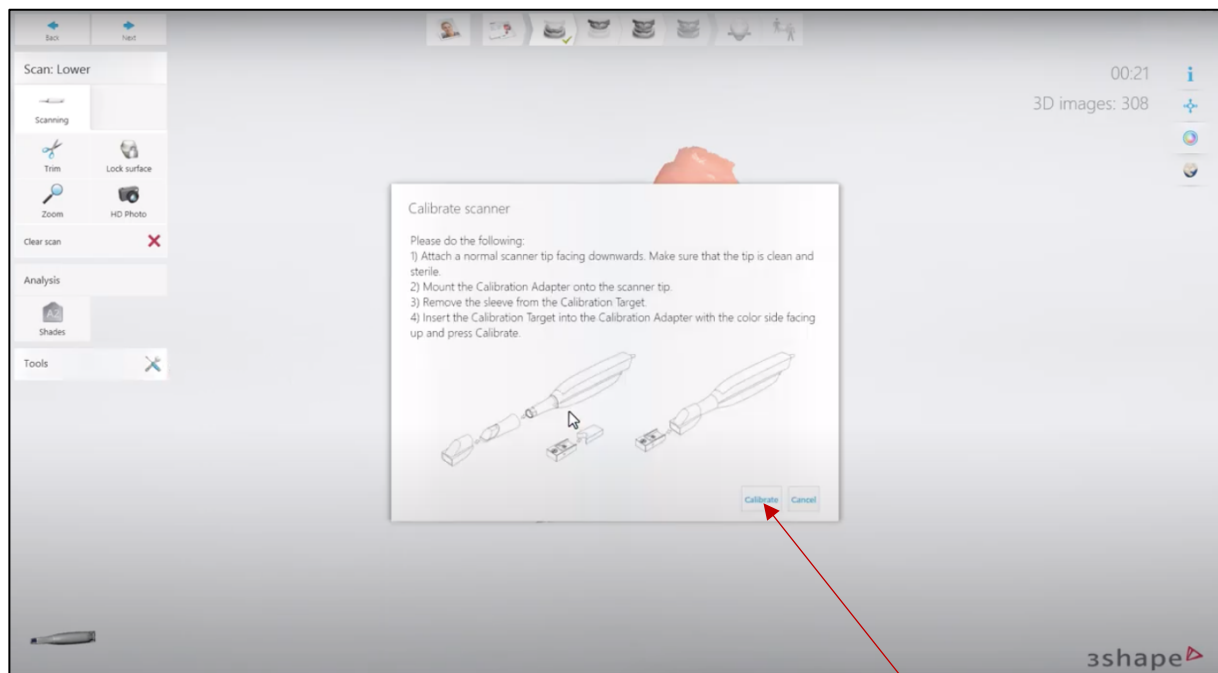 Back
Next
Scan: Lower
Scanning
Trim
Lock surface
Zoom
HD Photo
Clear scan
Analysis
A2
Shades
Tools
00:21
3D images: 308
Calibrate scanner
Please do the following:
1) Attach a normal scanner tip facing downwards. Make sure that the tip is clean and
sterile.
2) Mount the Calibration Adapter onto the scanner tip.
3) Remove the sleeve from the Calibration Target.
4) Insert the Calibration Target into the Calibration Adapter with the color side facing
up and press Calibrate.
Calibrate
Cancel
3shape